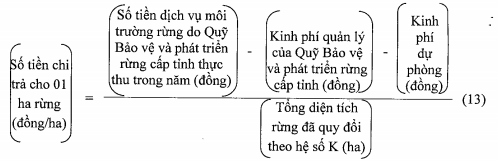 Số tiền chi
trả cho 01
ha rừng
(đồng/ha)
=
Số tiền dịch vụ môi
trường rừng do Quỹ
Bảo vệ và phát triển
rừng cấp tỉnh thực
thu trong năm (đồng)
-
Kinh phí quản lý
của Quỹ Bảo vệ
và phát triển rừng
cấp tỉnh (đồng)
-
Kinh
phí
dự
phòng
(đồng)
Tổng diện tích
rừng đã quy đổi
theo hệ số K (ha)
(13)